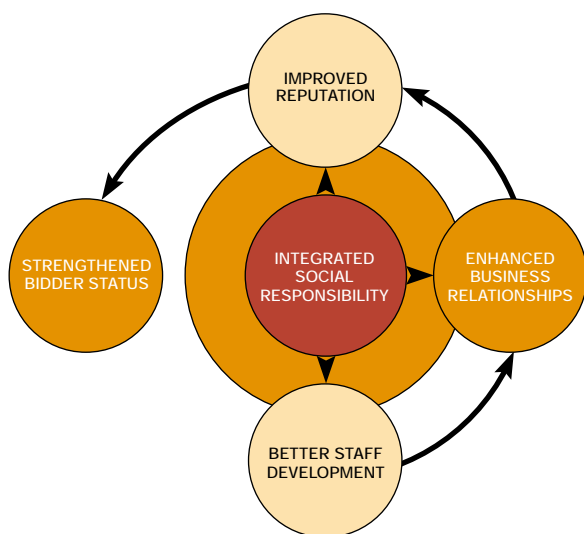 IMPROVED
REPUTATION
STRENGTHENED
BIDDER STATUS
INTEGRATED
SOCIAL
RESPONSIBILITY
ENHANCED
BUSINESS
RELATIONSHIPS
BETTER STAFF
DEVELOPMENT